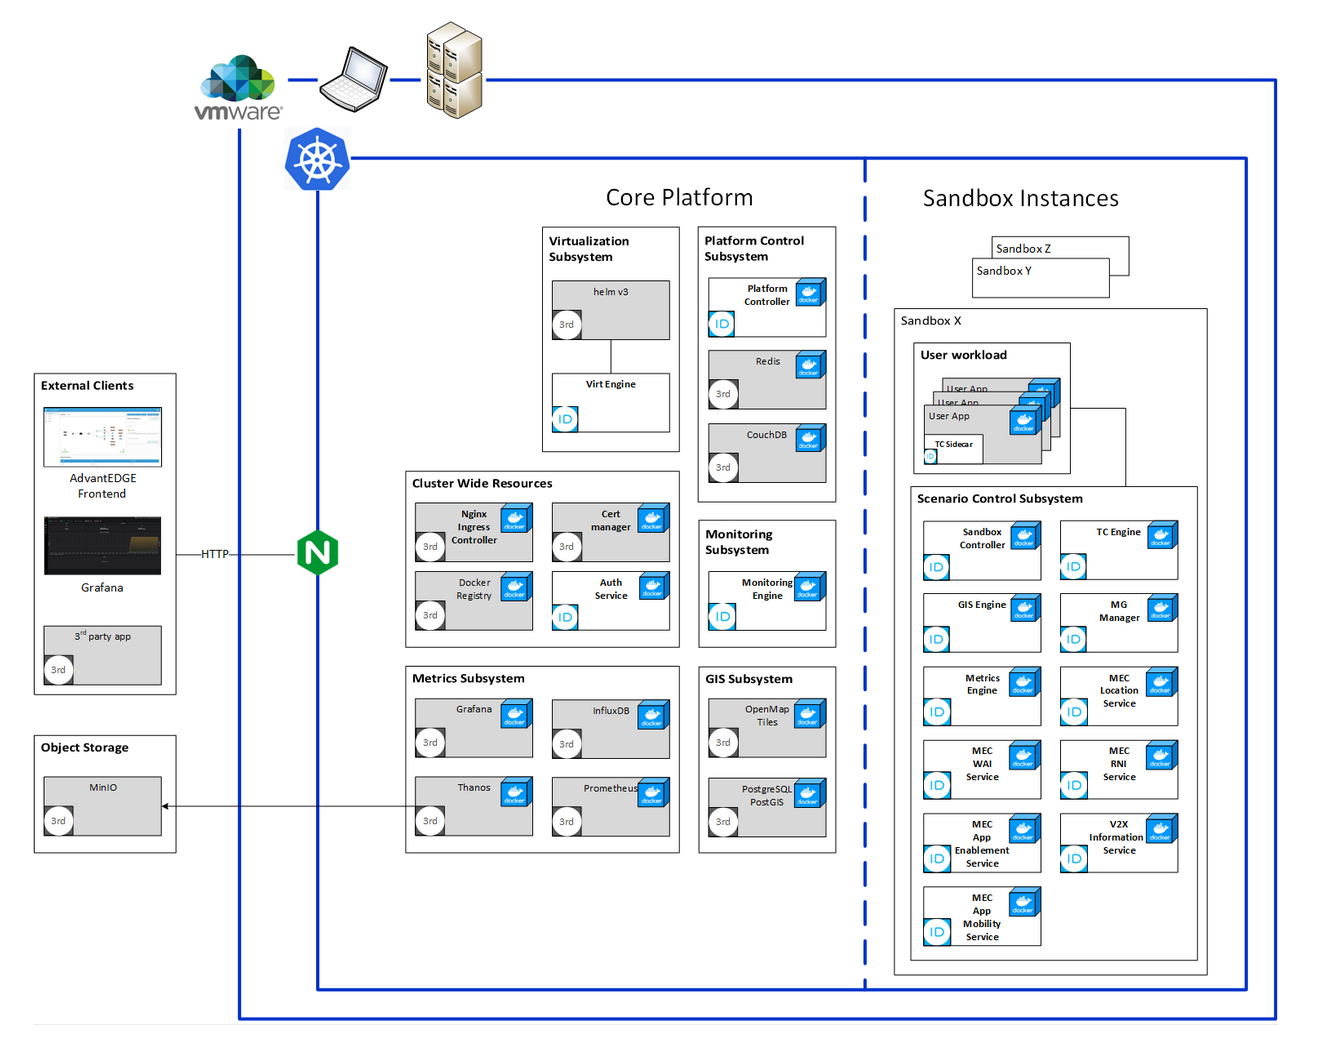 vmware
Core Platform
Sandbox Instances
Virtualization
Subsystem
helm v3
3rd
Virt Engine
ID
Platform Control
Subsystem
Platform
Controller
docker
ID
Redis
docker
3rd
CouchDB
docker
3rd
Sandbox Z
Sandbox Y
Sandbox X
User workload
User App
User App
User App
docker
TC Sidecar
ID
External Clients
AdvantEDGE
Frontend
Grafana
3rd party app
3rd
HTTP
N
Cluster Wide Resources
Nginx
Ingress
Controller
docker
3rd
Cert
manager
docker
3rd
Docker
Registry
docker
3rd
Auth
Service
docker
ID
Monitoring
Subsystem
Monitoring
Engine
docker
ID
Metrics Subsystem
Grafana
docker
3rd
InfluxDB
docker
3rd
Thanos
docker
3rd
Prometheus
docker
3rd
GIS Subsystem
OpenMap
Tiles
docker
3rd
PostgreSQL
PostGIS
docker
3rd
Object Storage
MinIO
3rd
Scenario Control Subsystem
Sandbox
Controller
docker
ID
TC Engine
docker
ID
GIS Engine
docker
ID
MG
Manager
docker
ID
Metrics
Engine
docker
ID
MEC
Location
Service
docker
ID
MEC
WAI
Service
docker
ID
MEC
RNI
Service
docker
ID
MEC
App
Enablement
Service
docker
ID
V2X
Information
Service
docker
ID
MEC
App
Mobility
Service
docker
ID